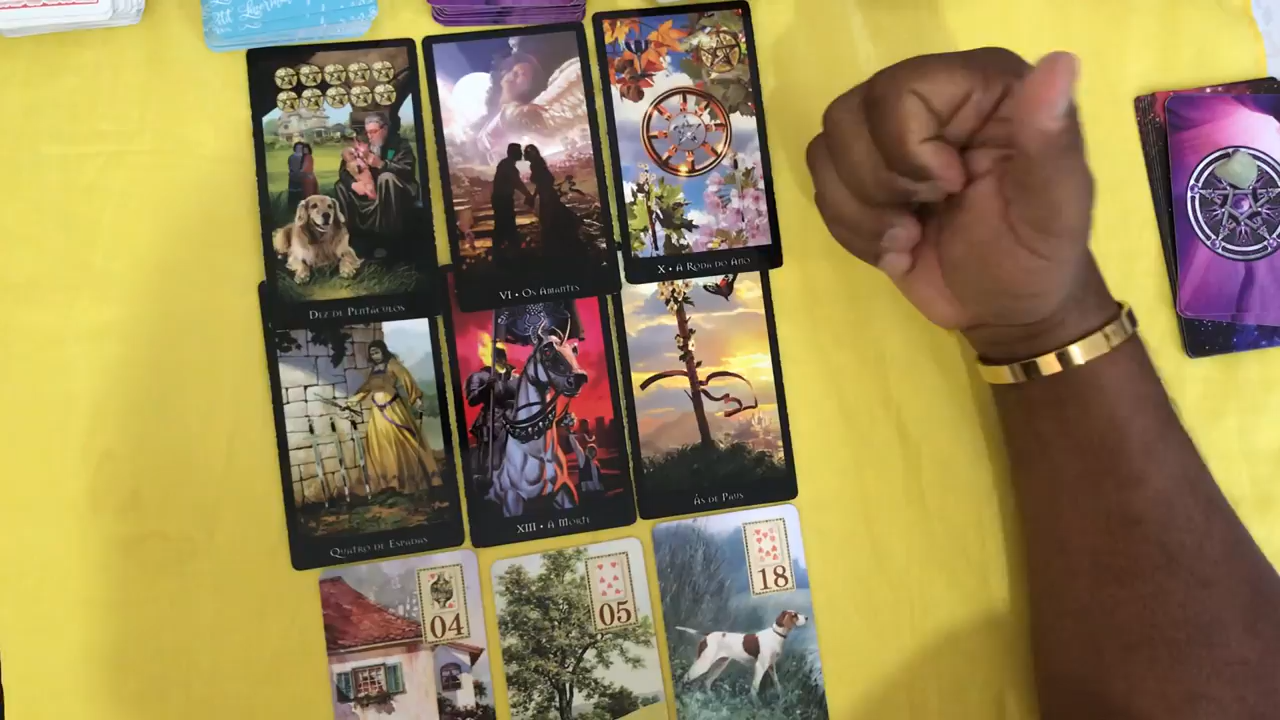 DEZ DE PENTÁCULOS
VI • OS AMANTES
X • A RODA DO ANO
QUATRO DE ESPADAS
XIII • A MORTE
ÁS DE PAUS
04
05
18